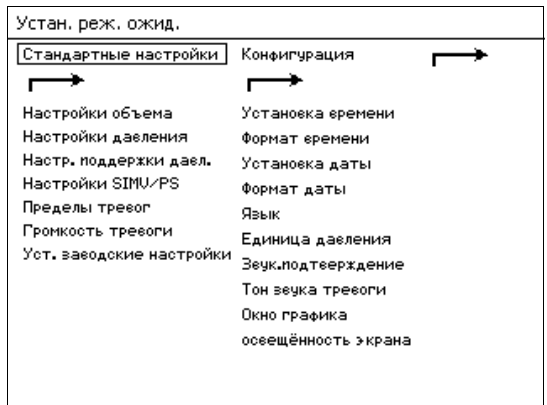 Устан. реж. ожид.
Стандартные настройки
Настройки объема
Настройки давления
Настр. поддержки давл.
Настройки SIMV/PS
Пределы тревог
Громкость тревоги
Уст. заводские настройки
Конфигурация
Установка времени
Формат времени
Установка даты
Формат даты
Язык
Единица давления
Звук.подтверждение
Тон звука тревоги
Окно графика
освещённость экрана